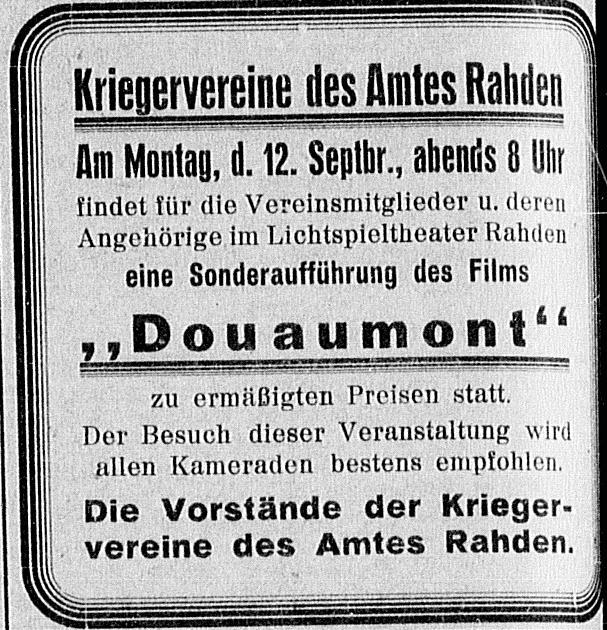 Kriegervereine des Amtes Rahden
Am Montag, d. 12. Septbr., abends 8 Uhr
findet für die Vereinsmitglieder u. deren
Angehörige im Lichtspieltheater Rahden
eine Sonderaufführung des Films
„Douaumont“
zu ermäßigten Preisen statt.
Der Besuch dieser Veranstaltung wird
allen Kameraden bestens empfohlen.
Die Vorstände der Krieger-
vereine des Amtes Rahden.